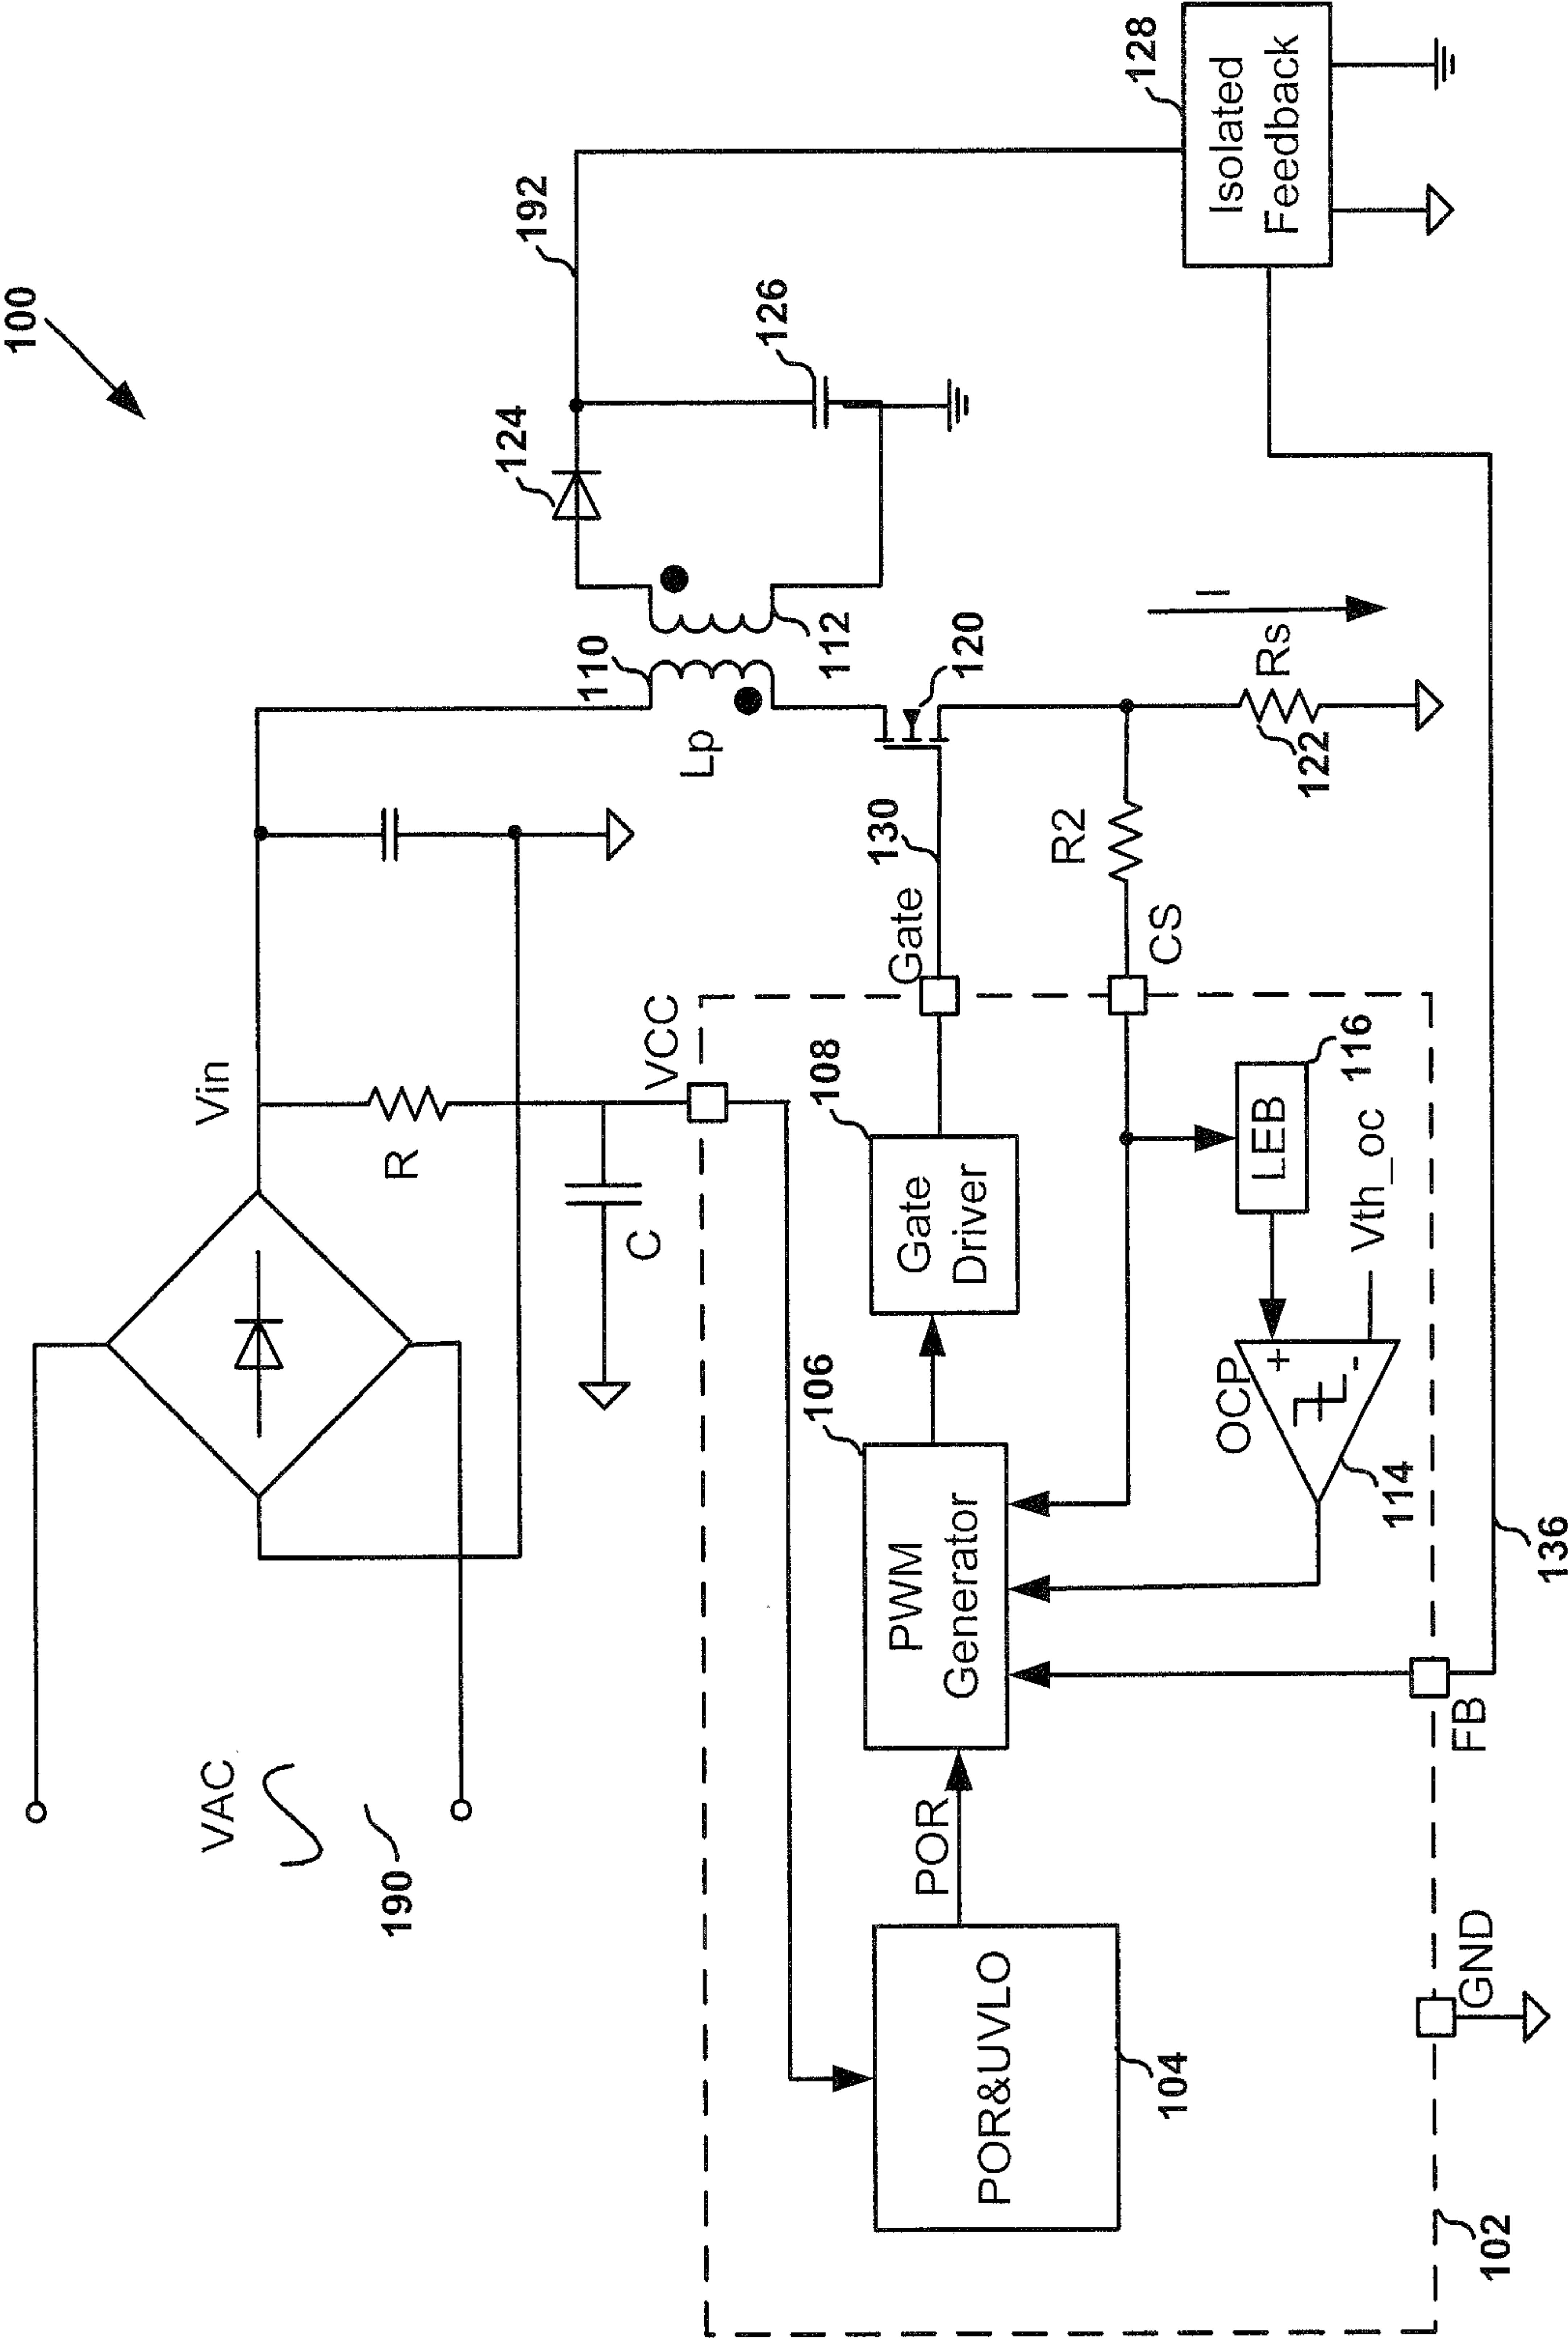 100
VAC
190
Vin
R
C
VCC
Lp
110
112
124
192
126
120
130
Gate
R2
CS
Rs
122
I
128
Isolated
Feedback
108
Gate
Driver
106
PWM
Generator
POR
POR&UVLO
104
LEB
116
OCP
+
-
Vth_oc
114
FB
136
GND
102